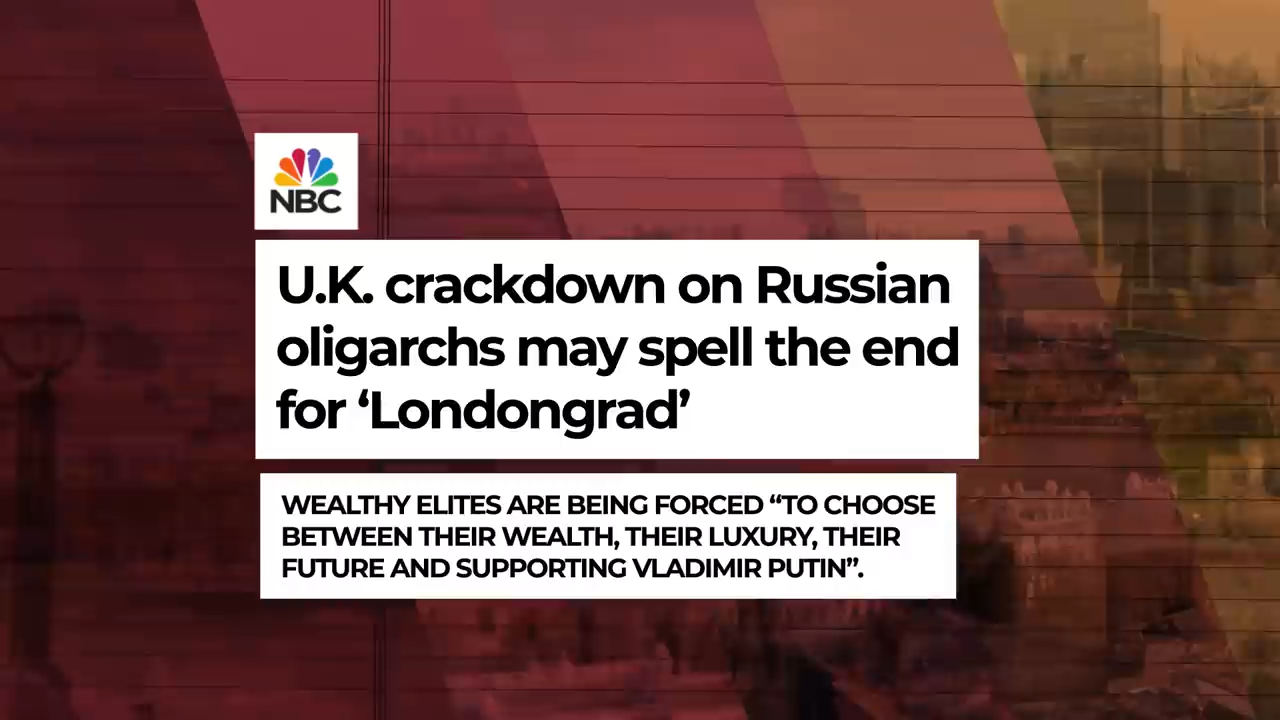 NBC
U.K. crackdown on Russian
oligarchs may spell the end
for ‘Londongrad’
WEALTHY ELITES ARE BEING FORCED “TO CHOOSE
BETWEEN THEIR WEALTH, THEIR LUXURY, THEIR
FUTURE AND SUPPORTING VLADIMIR PUTIN”.